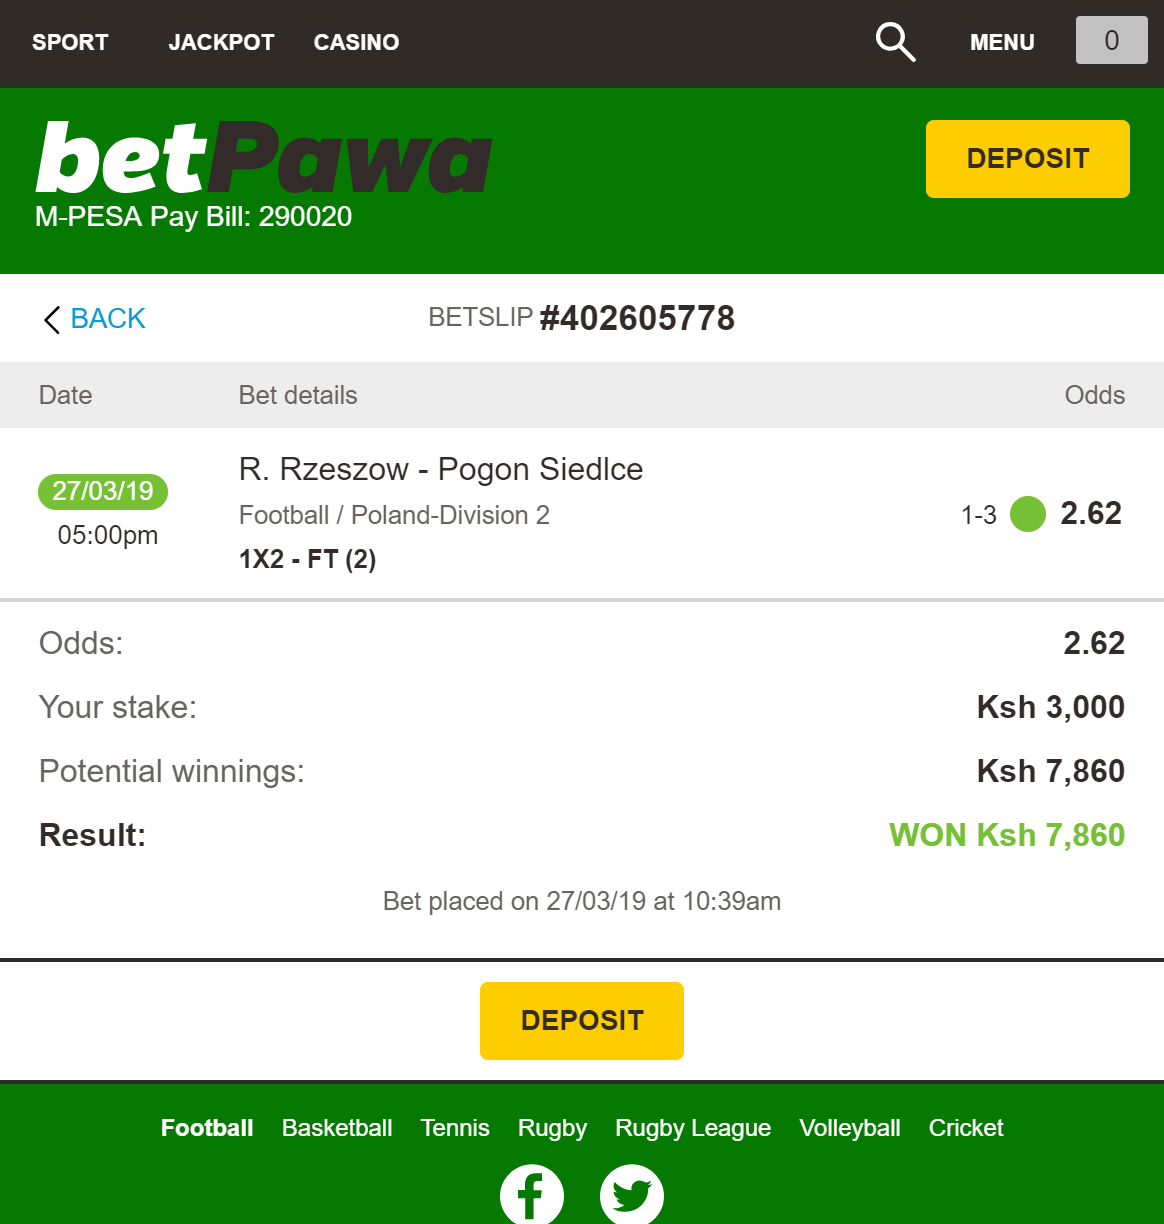 SPORT JACKPOT CASINO MENU 0
betPawa
M-PESA Pay Bill: 290020
DEPOSIT
BACK BETSLIP #402605778
Date Bet details Odds
R. Rzeszow - Pogon Siedlce
27/03/19
Football / Poland-Division 2 1-3 2.62
05:00pm
1X2 - FT (2)
Odds: 2.62
Your stake: Ksh 3,000
Potential winnings: Ksh 7,860
Result: WON Ksh 7,860
Bet placed on 27/03/19 at 10:39am
DEPOSIT
Football Basketball Tennis Rugby Rugby League Volleyball Cricket